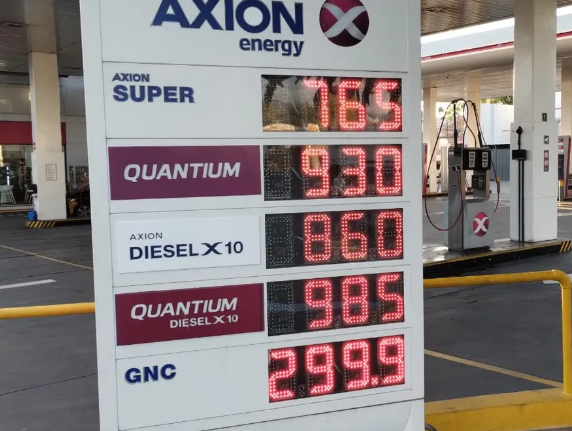 AXION
energy
AXION
SUPER
765
QUANTIUM
930
AXION
DIESEL X10
860
QUANTIUM
DIESEL X10
985
GNC
299.9